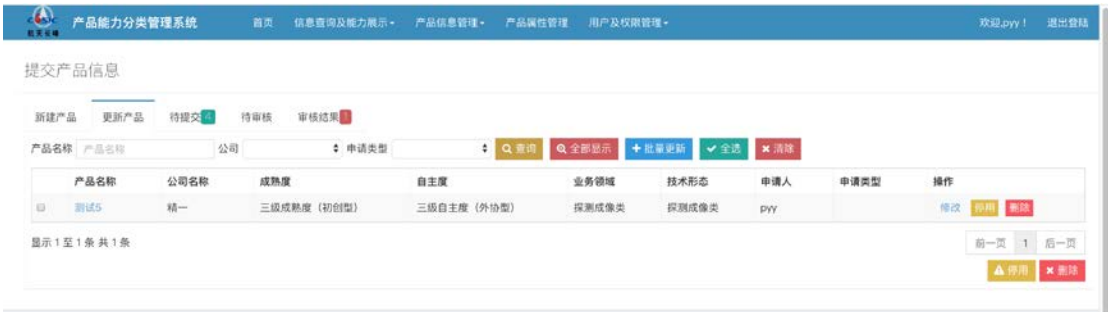 CASIC 产品能力分类管理系统 首页 信息查询及能力展示 产品信息管理 产品属性管理 用户及权限管理 欢迎,pyy! 退出登陆
航天长峰
提交产品信息
新建产品 更新产品 待提交 4 待审核 审核结果 1
产品名称 产品名称 公司 申请类型 查询 全部显示 批量更新 全选 清除
产品名称 公司名称 成熟度 自主度 业务领域 技术形态 申请人 申请类型 操作
测试5 精一 三级成熟度(初创型) 三级自主度(外协型) 探测成像类 探测成像类 pyy 修改 停用 删除
显示 1 至 1 条 共 1 条 前一页 1 后一页
停用 删除